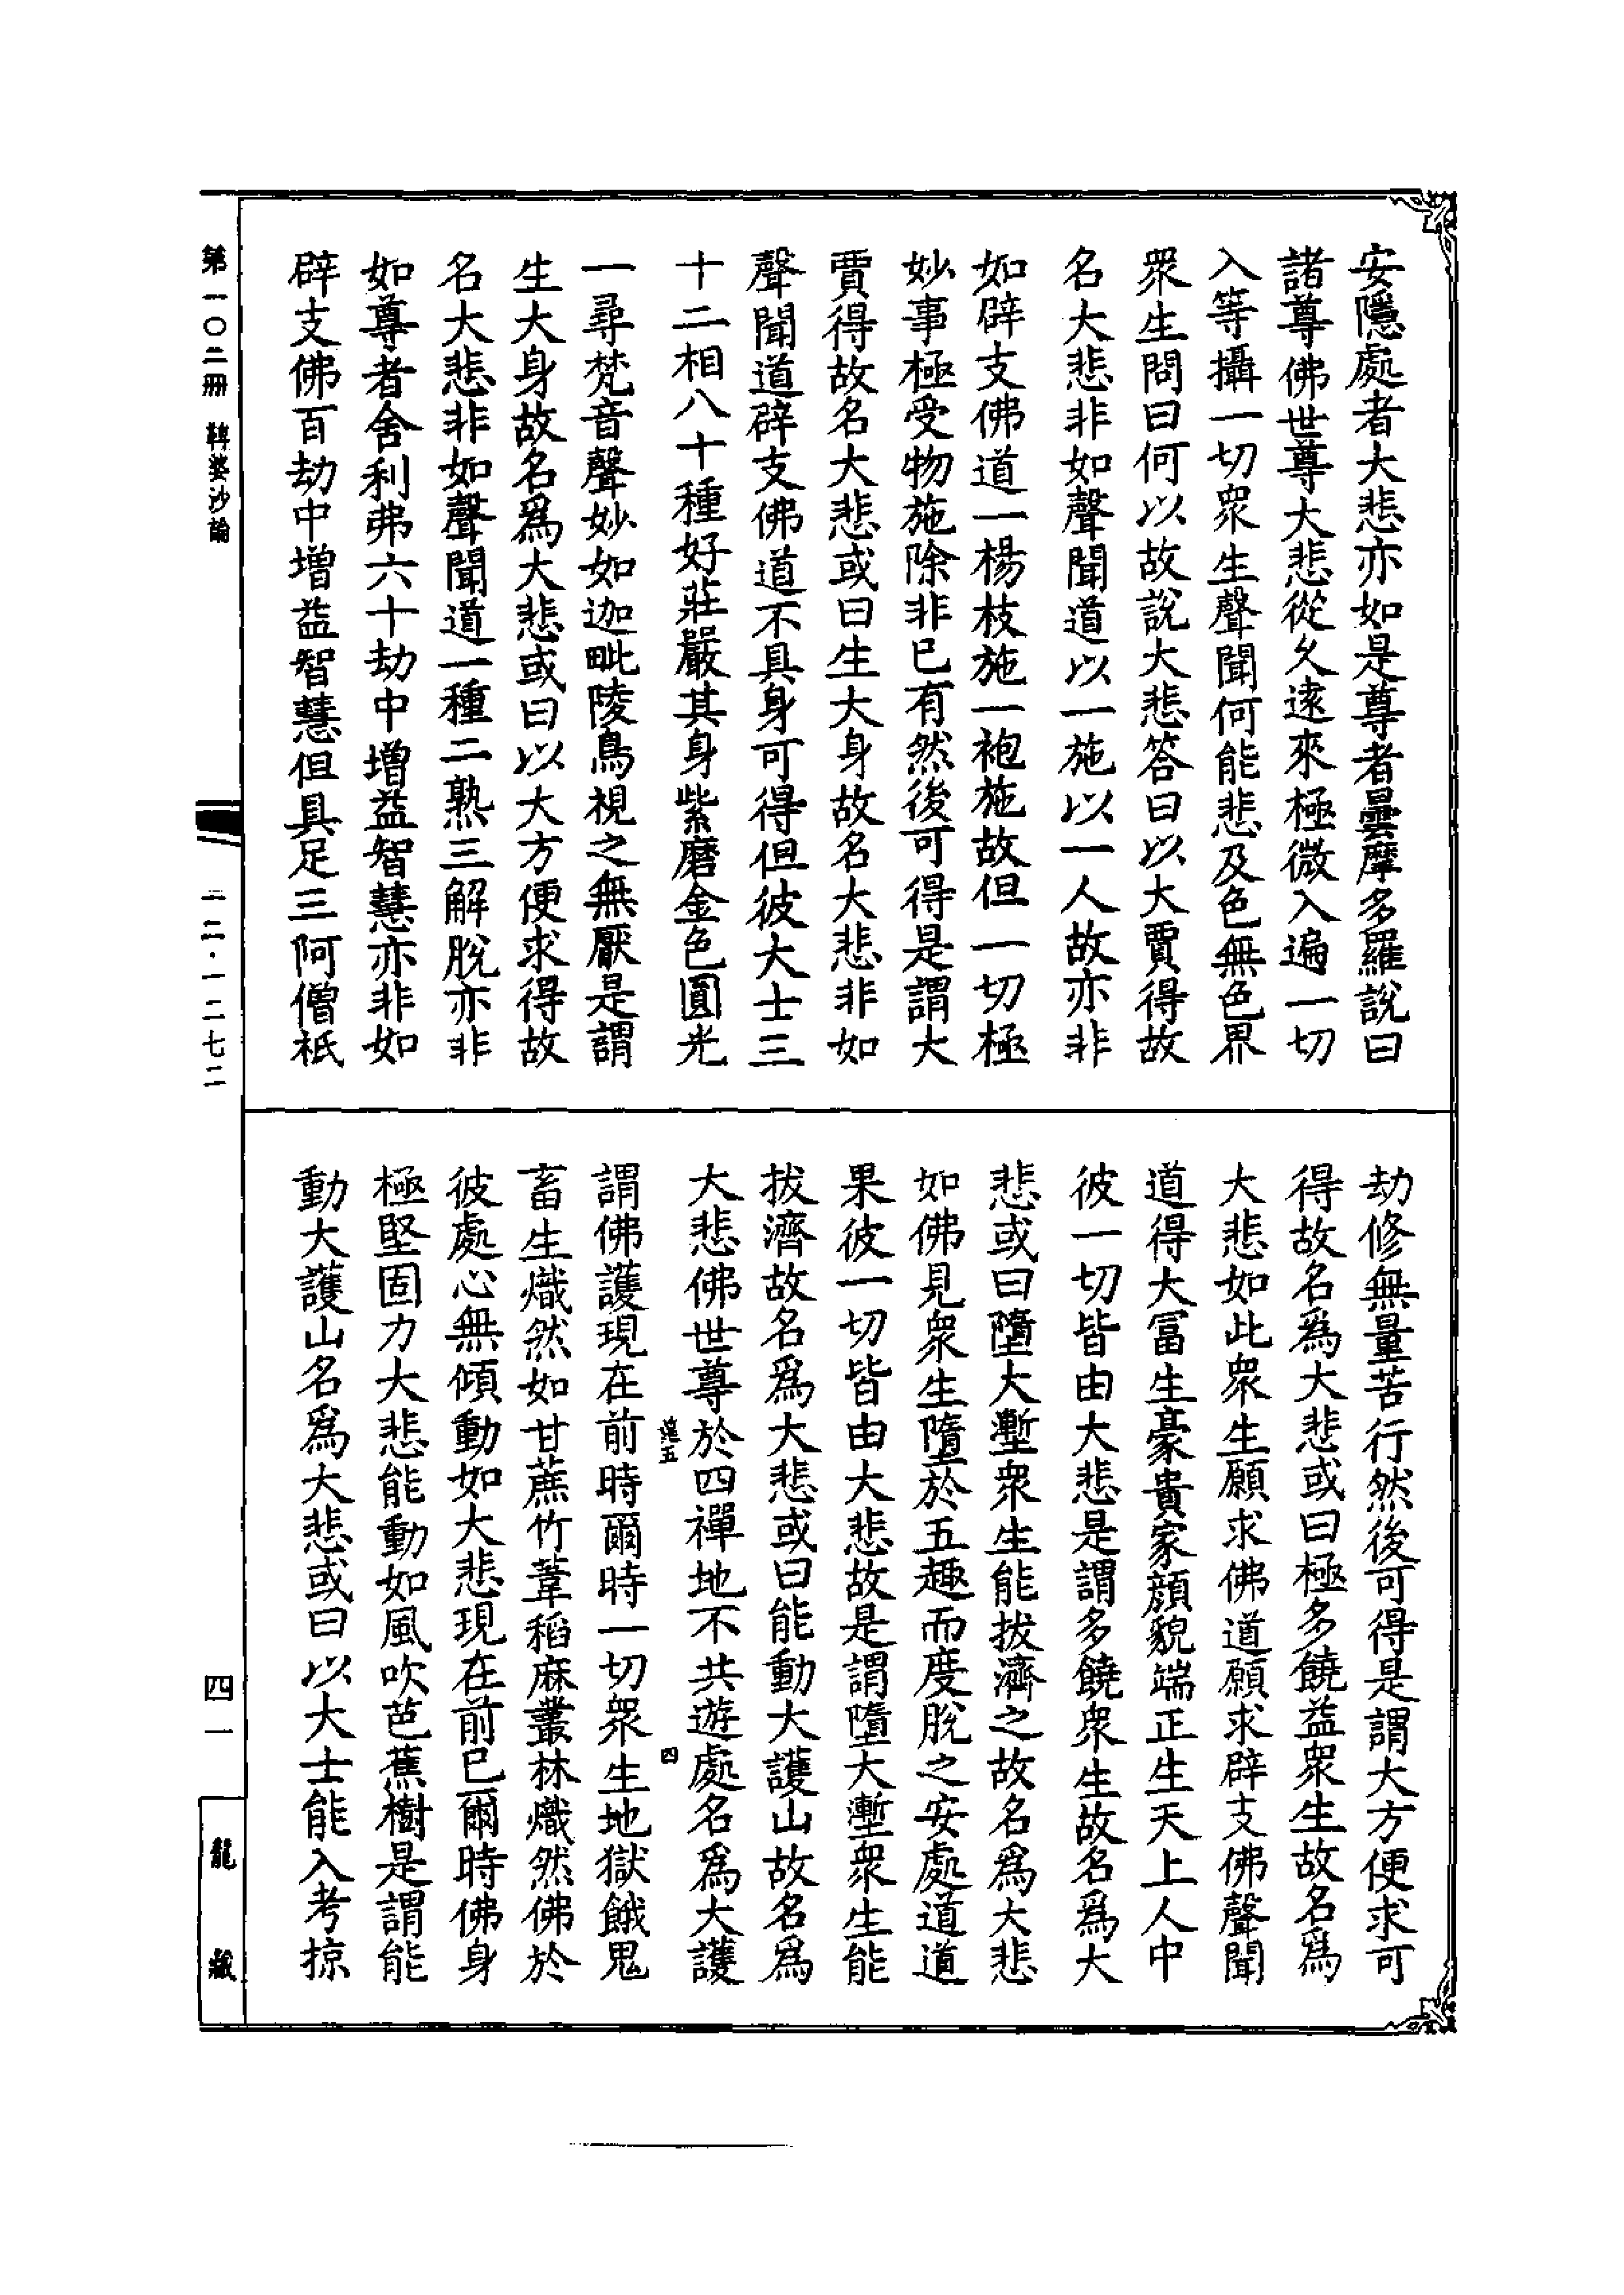 安隱處者大悲亦如是尊者曇摩多羅說曰
諸尊佛世尊大悲從久遠來極微入遍一切
入等攝一切衆生聲聞何能悲及色無色界
衆生問曰何以故說大悲答曰以大賈得故
名大悲非如聲聞道以一施以一人故亦非
如辟支佛道一楊枝施一袍施故但一切極
妙事極受物施除非已有然後可得是謂大
賈得故名大悲或曰生大身故名大悲非如
聲聞道辟支佛道不具身可得但彼大士三
十二相八十種好莊嚴其身紫磨金色圓光
一尋梵音聲妙如迦毗陵鳥視之無厭是謂
生大身故名爲大悲或曰以大方便求得故
名大悲非如聲聞道一種二熟三解脫亦非
如尊者舍利弗六十劫中增益智慧亦非如
辟支佛百劫中增益智慧但具足三阿僧祇
劫修無量苦行然後可得是謂大方便求可
得故名爲大悲或曰極多饒益衆生故名爲
大悲如此衆生願求佛道願求辟支佛聲聞
道得大富生豪貴家顔貌端正生天上人中
彼一切皆由大悲是謂多饒衆生故名爲大
悲或曰墮大塹衆生能拔濟之故名爲大悲
如佛見衆生墮於五趣而度脫之安處道道
果彼一切皆由大悲故是謂墮大塹衆生能
拔濟故名爲大悲或曰能動大護山故名爲
大悲佛世尊於四禪地不共遊處名爲大護
謂佛護現在前時爾時一切衆生地獄餓鬼
畜生熾然如甘蔗竹葦稻麻叢林熾然佛於
彼處心無傾動如大悲現在前已爾時佛身
極堅固力大悲能動如風吹芭蕉樹是謂能
動大護山名爲大悲或曰以大士能入考掠
第一〇二冊 鞞婆沙論
一二·一二七二
四一
龍藏
四